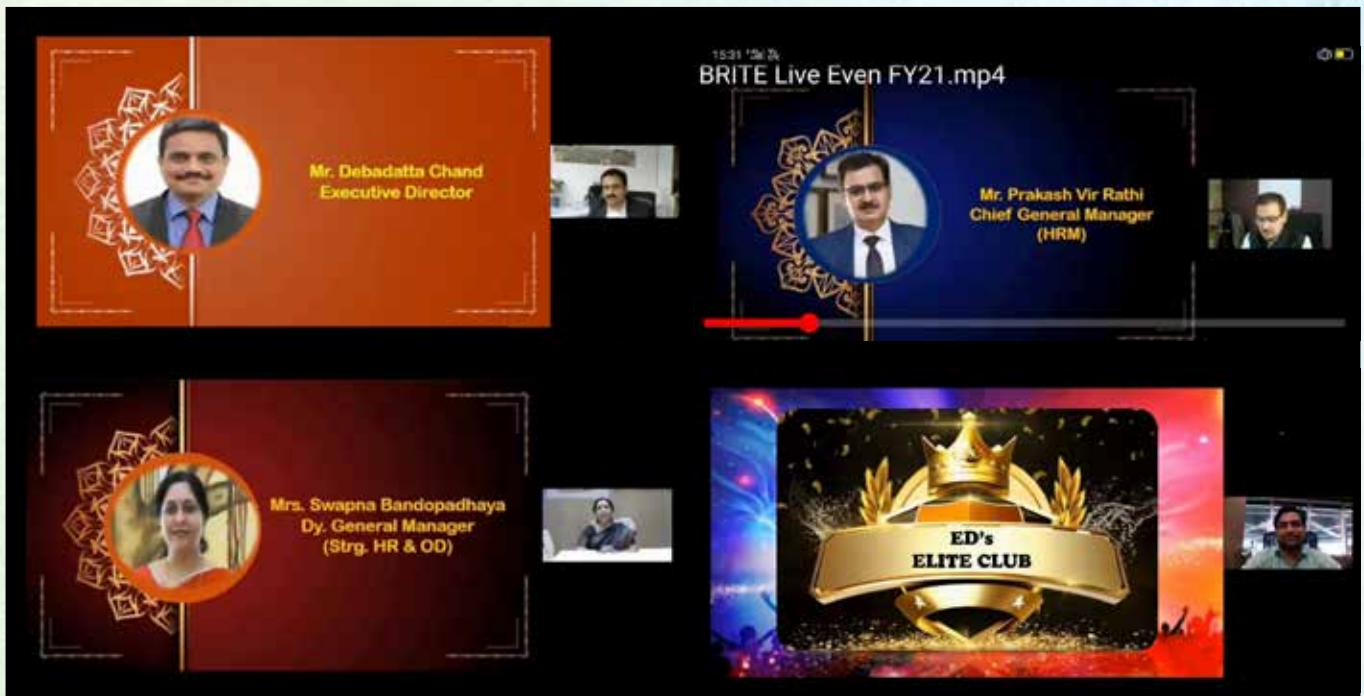 Mr. Debadatta Chand
Executive Director
15:31
BRITE Live Even FY21.mp4
Mr. Prakash Vir Rathi
Chief General Manager
(HRM)
Mrs. Swapna Bandopadhaya
Dy. General Manager
(Strg. HR & OD)
ED's
ELITE CLUB